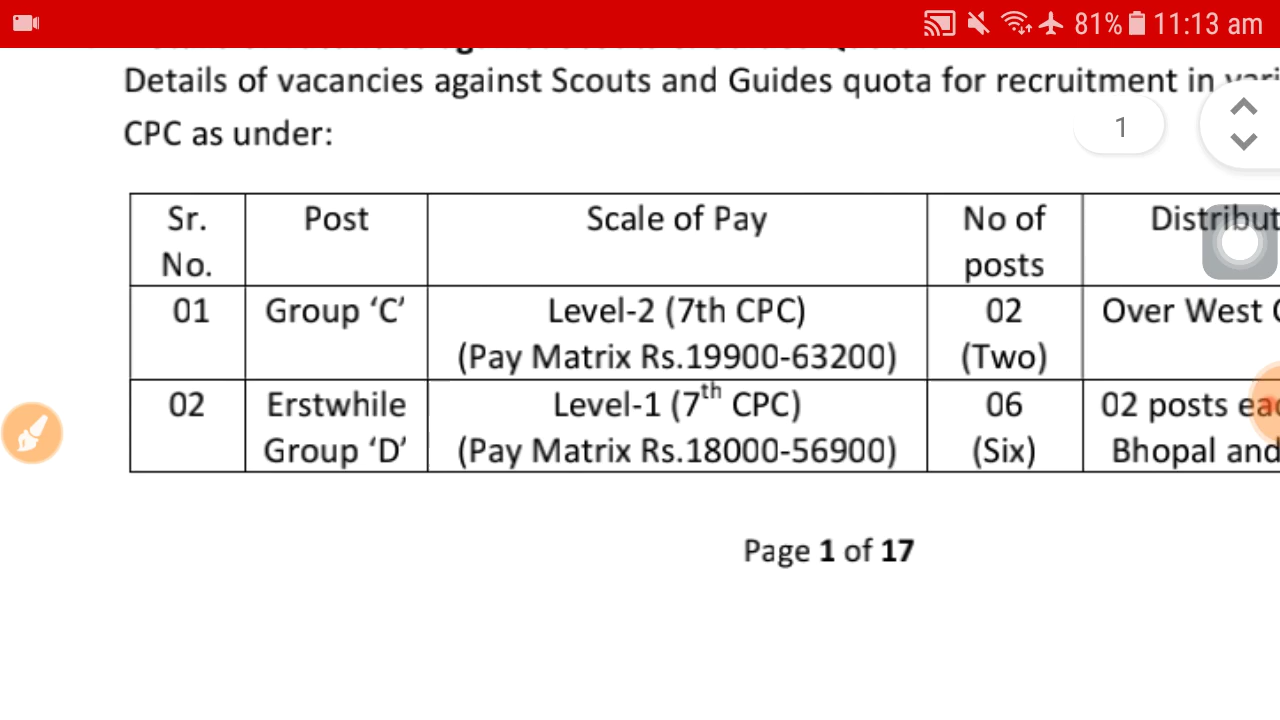 81% 11:13 am
Details of vacancies against Scouts and Guides quota for recruitment in
CPC as under:
1
Sr. No. Post Scale of Pay No of posts
01 Group ‘C’ Level-2 (7th CPC) 02 Over West
(Pay Matrix Rs.19900-63200) (Two)
02 Erstwhile Level-1 (7th CPC) 06 02 posts
Group ‘D’ (Pay Matrix Rs.18000-56900) (Six) Bhopal and
Page 1 of 17